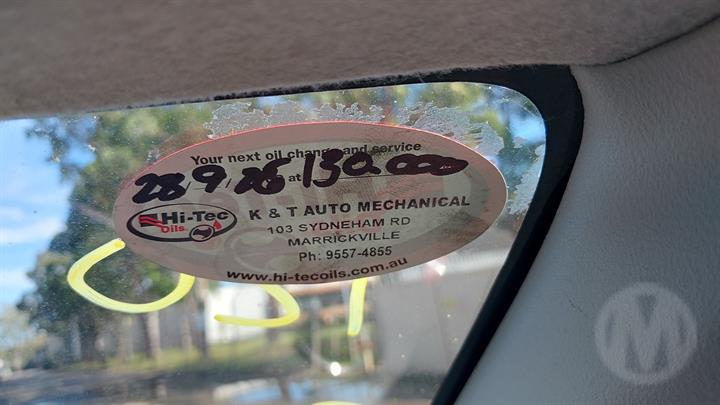 Your next oil change and service
28/9/26 at 130.000
Hi-Tec
Oils
K & T AUTO MECHANICAL
103 SYDNEHAM RD
MARRICKVILLE
Ph: 9557-4855
www.hi-tecoils.com.au
M